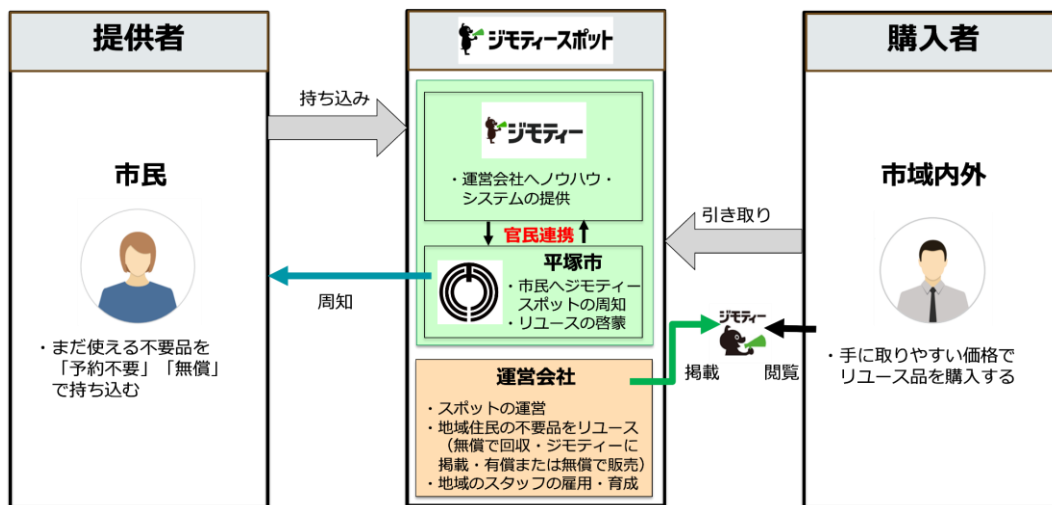 提供者
市民
・まだ使える不要品を
「予約不要」「無償」
で持ち込む
持ち込み
周知
ジモティースポット
ジモティー
・運営会社へノウハウ・
システムの提供
官民連携
平塚市
・市民へジモティー
スポットの周知
・リユースの啓蒙
運営会社
・スポットの運営
・地域住民の不要品をリユース
（無償で回収・ジモティーに
掲載・有償または無償で販売）
・地域のスタッフの雇用・育成
引き取り
ジモティー
掲載
閲覧
購入者
市域内外
・手に取りやすい価格で
リユース品を購入する